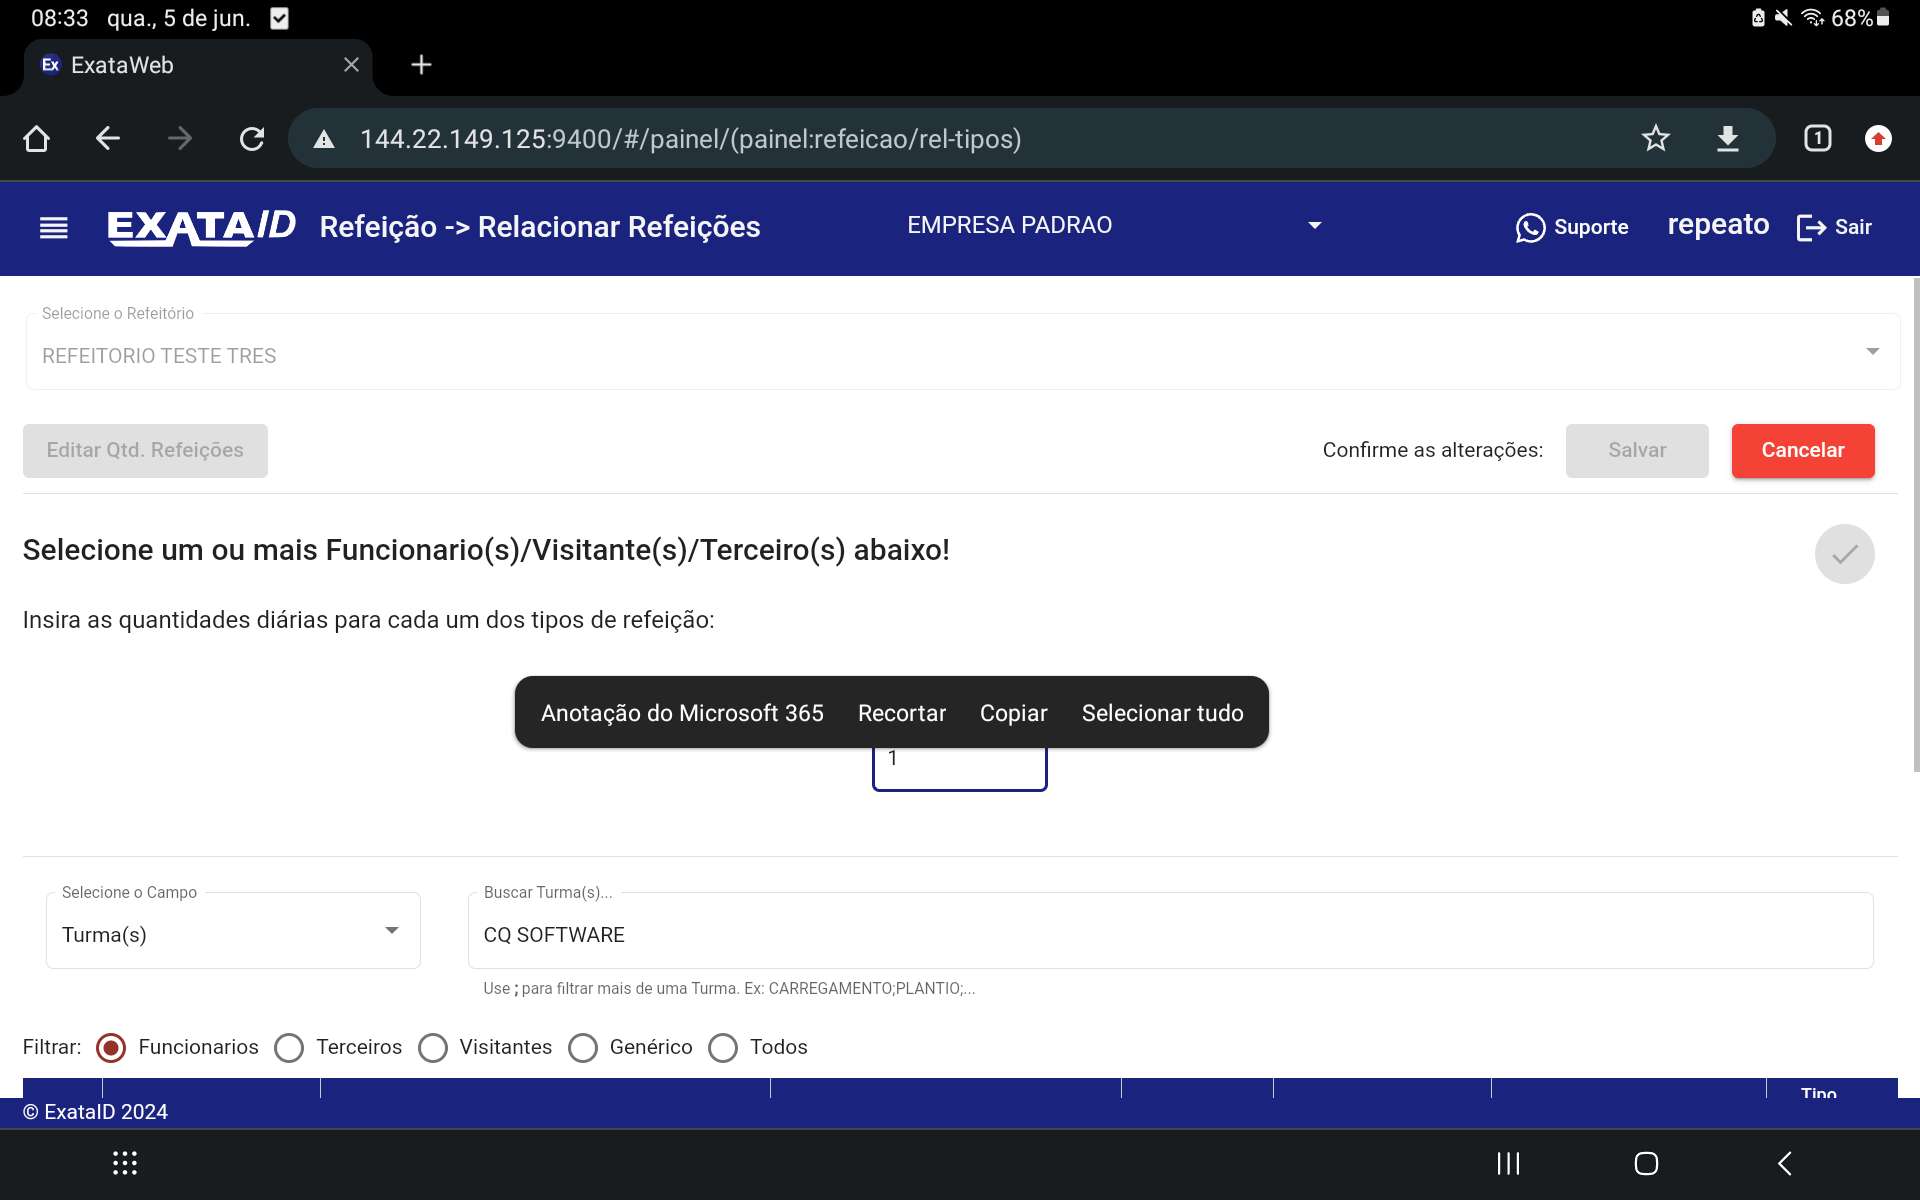 08:33 qua., 5 de jun. 68%
Ex ExataWeb
144.22.149.125:9400/#/painel/(painel:refeicao/rel-tipos) 1
EXATAID Refeição -> Relacionar Refeições EMPRESA PADRAO Suporte repeato Sair
Selecione o Refeitório
REFEITORIO TESTE TRES
Editar Qtd. Refeições Confirme as alterações: Salvar Cancelar
Selecione um ou mais Funcionario(s)/Visitante(s)/Terceiro(s) abaixo!
Insira as quantidades diárias para cada um dos tipos de refeição:
Anotação do Microsoft 365 Recortar Copiar Selecionar tudo
1
Selecione o Campo Buscar Turma(s)...
Turma(s) CQ SOFTWARE
Use ; para filtrar mais de uma Turma. Ex: CARREGAMENTO;PLANTIO;...
Filtrar: Funcionarios Terceiros Visitantes Genérico Todos
Tipo
© ExataID 2024